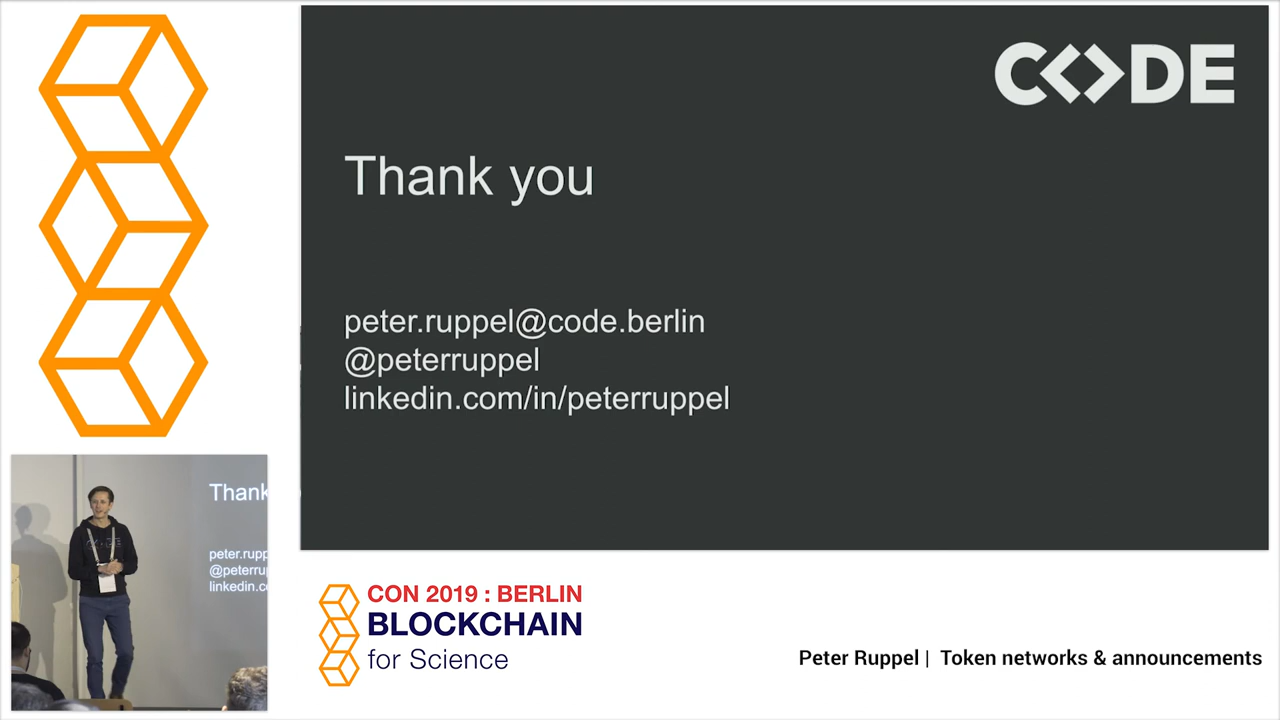 CODE
Thank you
peter.ruppel@code.berlin
@peterruppel
linkedin.com/in/peterruppel
Thank
peter.rupp
@peterru
linkedin.c
CON 2019 : BERLIN
BLOCKCHAIN
for Science
Peter Ruppel | Token networks & announcements